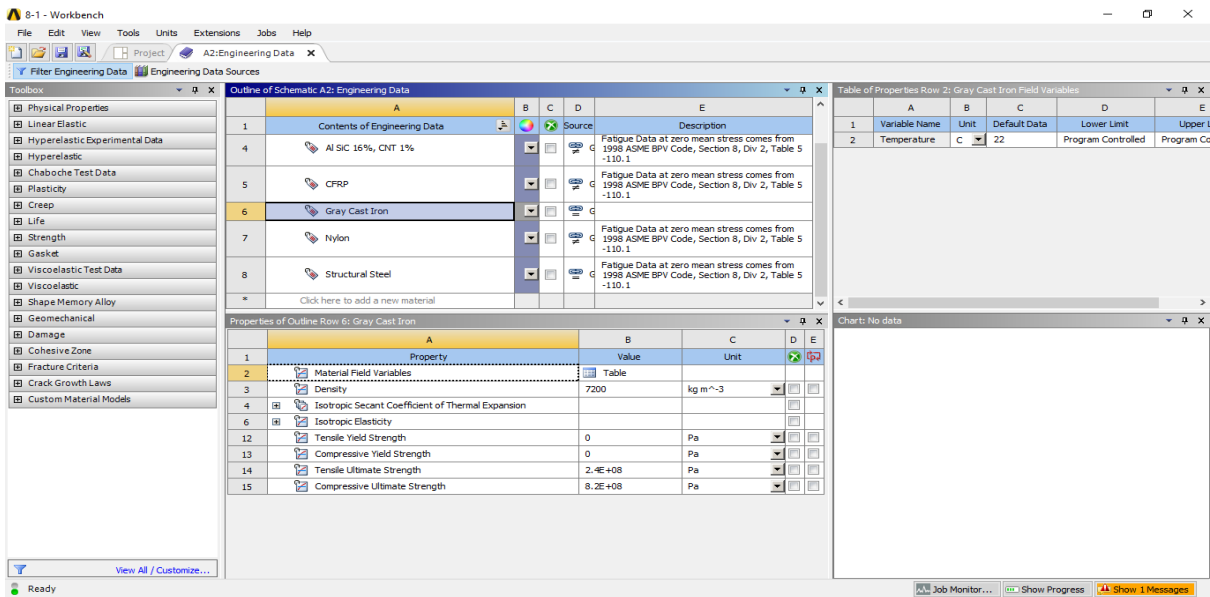 8-1 - Workbench
File Edit View Tools Units Extensions Jobs Help
Project A2:Engineering Data
Filter Engineering Data Engineering Data Sources
Toolbox
Physical Properties
Linear Elastic
Hyperelastic Experimental Data
Hyperelastic
Chaboche Test Data
Plasticity
Creep
Life
Strength
Gasket
Viscoelastic Test Data
Viscoelastic
Shape Memory Alloy
Geomechanical
Damage
Cohesive Zone
Fracture Criteria
Crack Growth Laws
Custom Material Models
View All / Customize...
Outline of Schematic A2: Engineering Data
A B C D E
1 Contents of Engineering Data Source Description
4 Al SiC 16%, CNT 1% G Fatigue Data at zero mean stress comes from
1998 ASME BPV Code, Section 8, Div 2, Table 5
-110.1
5 CFRP G Fatigue Data at zero mean stress comes from
1998 ASME BPV Code, Section 8, Div 2, Table 5
-110.1
6 Gray Cast Iron G
7 Nylon G Fatigue Data at zero mean stress comes from
1998 ASME BPV Code, Section 8, Div 2, Table 5
-110.1
8 Structural Steel G Fatigue Data at zero mean stress comes from
1998 ASME BPV Code, Section 8, Div 2, Table 5
-110.1
* Click here to add a new material
Properties of Outline Row 6: Gray Cast Iron
A B C D E
1 Property Value Unit
2 Material Field Variables Table
3 Density 7200 kg m^-3
4 Isotropic Secant Coefficient of Thermal Expansion
6 Isotropic Elasticity
12 Tensile Yield Strength 0 Pa
13 Compressive Yield Strength 0 Pa
14 Tensile Ultimate Strength 2.4E+08 Pa
15 Compressive Ultimate Strength 8.2E+08 Pa
Table of Properties Row 2: Gray Cast Iron Field Variables
A B C D E
1 Variable Name Unit Default Data Lower Limit Upper L
2 Temperature C 22 Program Controlled Program Co
Chart: No data
Ready
Job Monitor... Show Progress Show 1 Messages